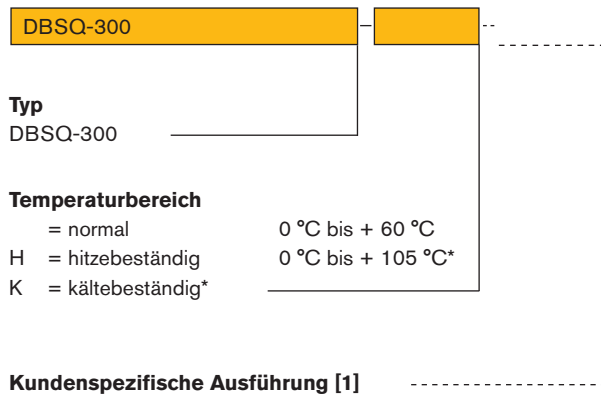 DBSQ-300
Typ
DBSQ-300
Temperaturbereich
= normal 0 °C bis + 60 °C
H = hitzebeständig 0 °C bis + 105 °C*
K = kältebeständig*
Kundenspezifische Ausführung [1]